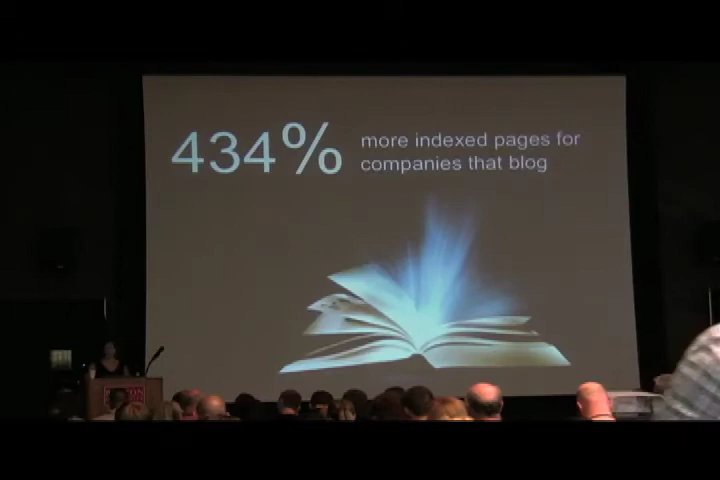 434%
more indexed pages for
companies that blog